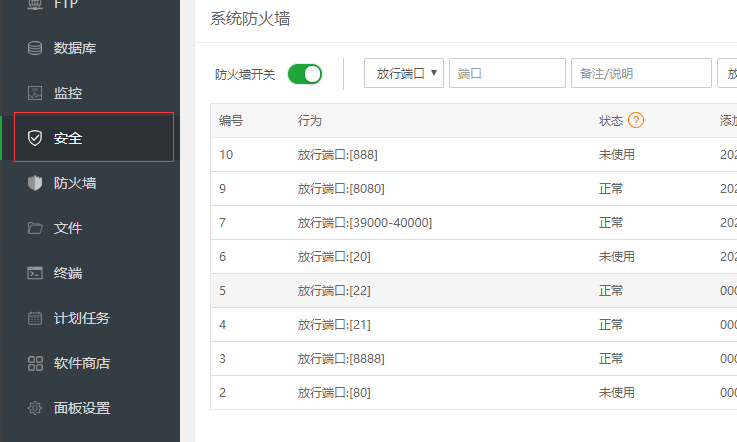 FTP
数据库
监控
安全
防火墙
文件
终端
计划任务
软件商店
面板设置
系统防火墙
防火墙开关 放行端口 ▼ 端口 备注/说明 放
编号 行为 状态 ? 添加
10 放行端口:[888] 未使用 202
9 放行端口:[8080] 正常 202
7 放行端口:[39000-40000] 正常 202
6 放行端口:[20] 未使用 202
5 放行端口:[22] 正常 000
4 放行端口:[21] 正常 000
3 放行端口:[8888] 正常 000
2 放行端口:[80] 未使用 000